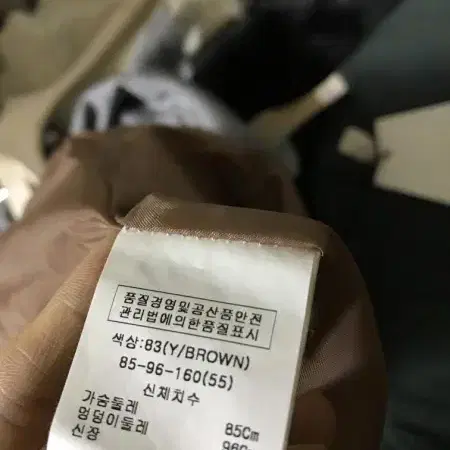 품질경영및공산품안전
관리법에의한품질표시
색상:83(Y/BROWN)
85-96-160(55)
신체치수
가슴둘레 85Cm
엉덩이둘레
신장